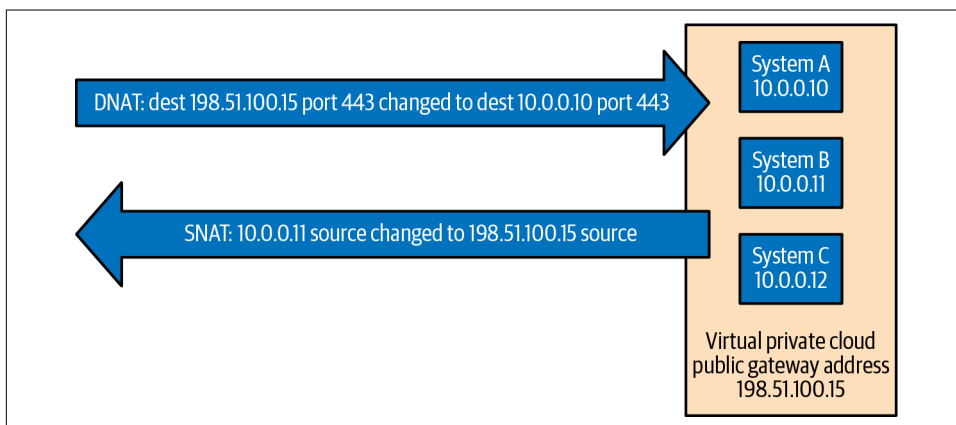 DNAT: dest 198.51.100.15 port 443 changed to dest 10.0.0.10 port 443
SNAT: 10.0.0.11 source changed to 198.51.100.15 source
System A
10.0.0.10
System B
10.0.0.11
System C
10.0.0.12
Virtual private cloud
public gateway address
198.51.100.15